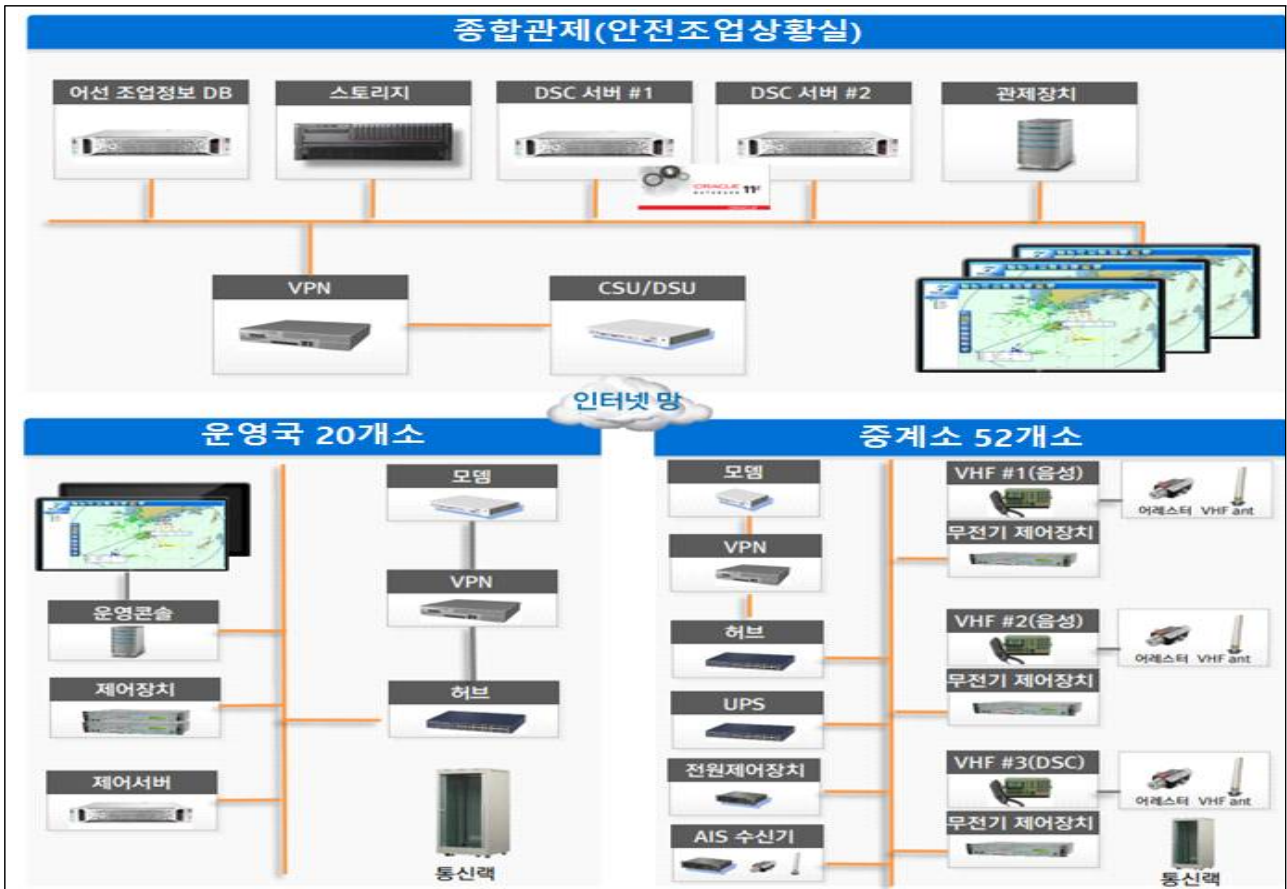 종합관제(안전조업상황실)
어선 조업정보 DB
스토리지
DSC 서버 #1
DSC 서버 #2
관제장치
ORACLE
DATABASE 11g
VPN
CSU/DSU
인터넷 망
운영국 20개소
모뎀
VPN
운영콘솔
제어장치
허브
제어서버
통신랙
중계소 52개소
모뎀
VPN
허브
UPS
전원제어장치
AIS 수신기
VHF #1(음성)
어레스터 VHF ant
무전기 제어장치
VHF #2(음성)
어레스터 VHF ant
무전기 제어장치
VHF #3(DSC)
어레스터 VHF ant
무전기 제어장치
통신랙